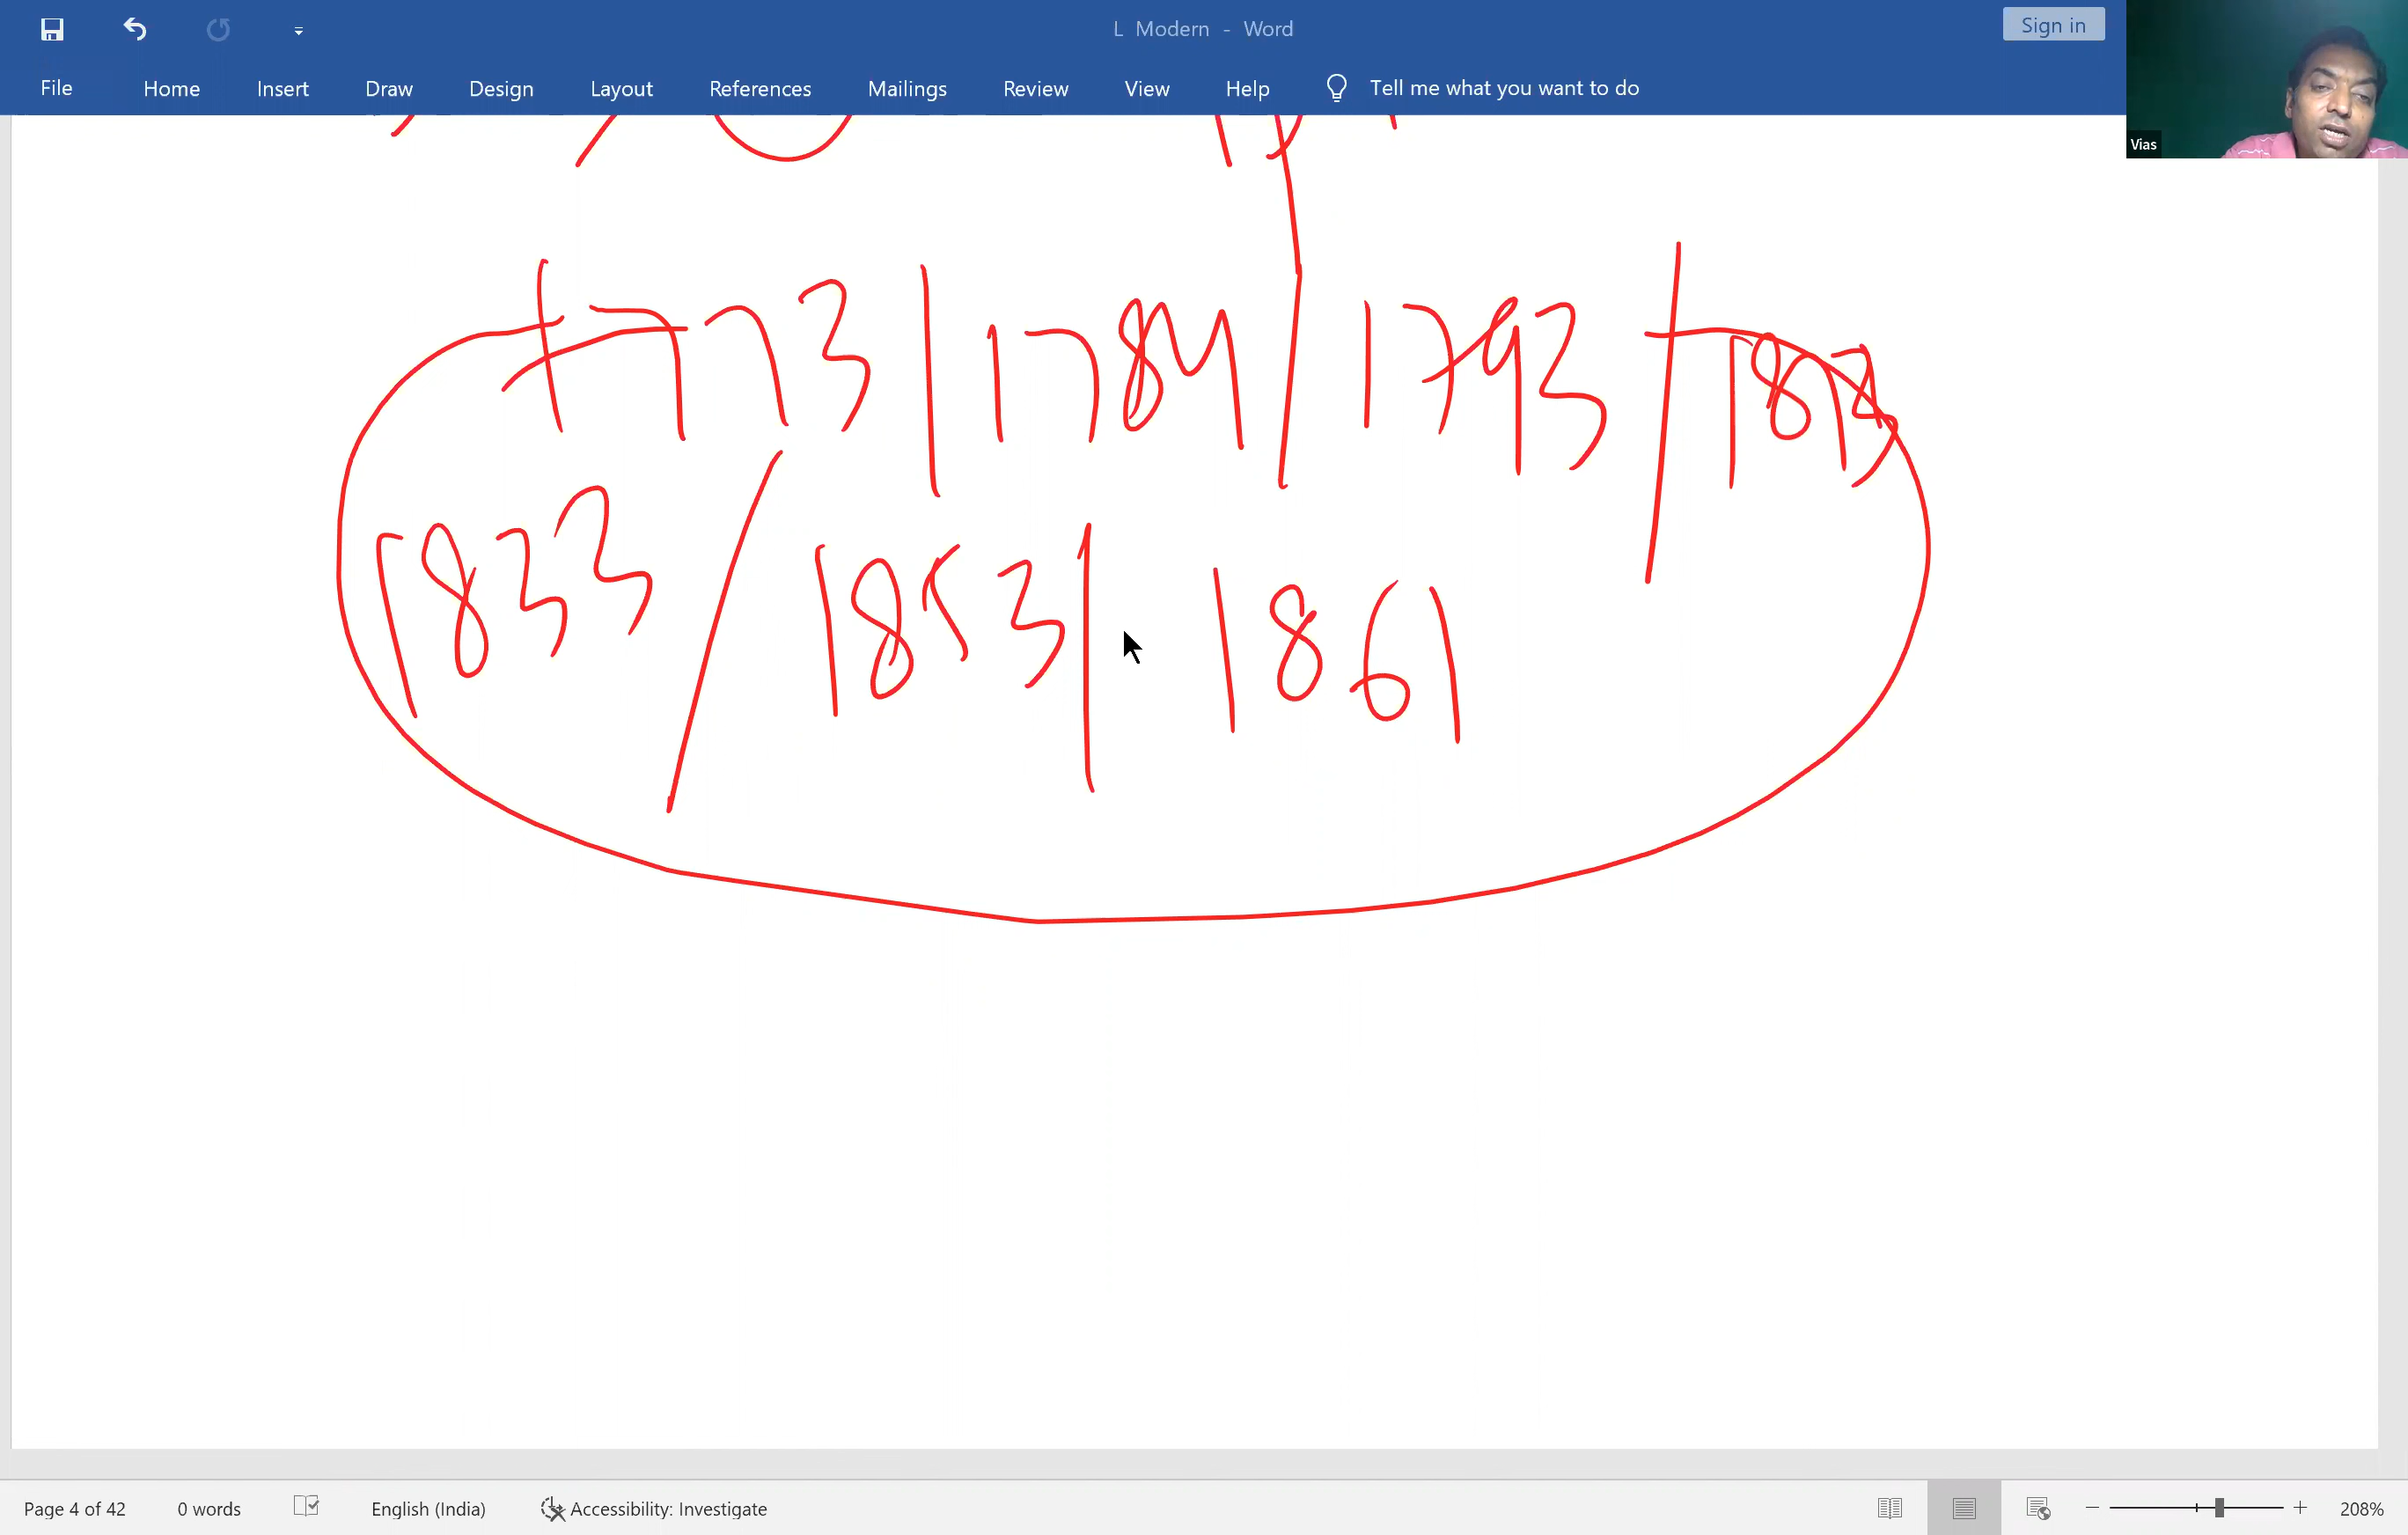 L Modern - Word
Sign in
File Home Insert Draw Design Layout References Mailings Review View Help Tell me what you want to do
Vias
1773 | 1784 | 1793 | 1813
1833 / 1853 | 1861
Page 4 of 42 0 words English (India) Accessibility: Investigate 208%